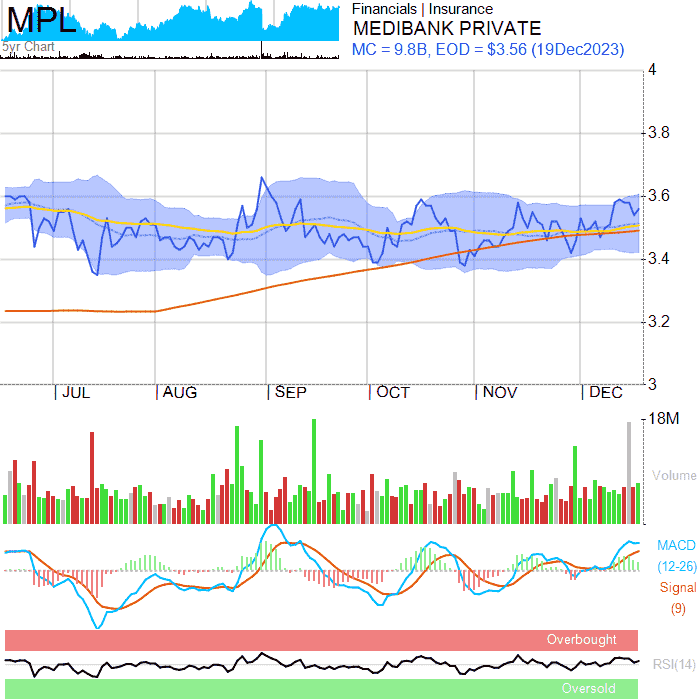 MPL
5yr Chart
Financials | Insurance
MEDIBANK PRIVATE
MC = 9.8B, EOD = $3.56 (19Dec2023)
4
3.8
3.6
3.4
3.2
3
JUL AUG SEP OCT NOV DEC
18M
Volume
MACD
(12-26)
Signal
(9)
Overbought
RSI(14)
Oversold